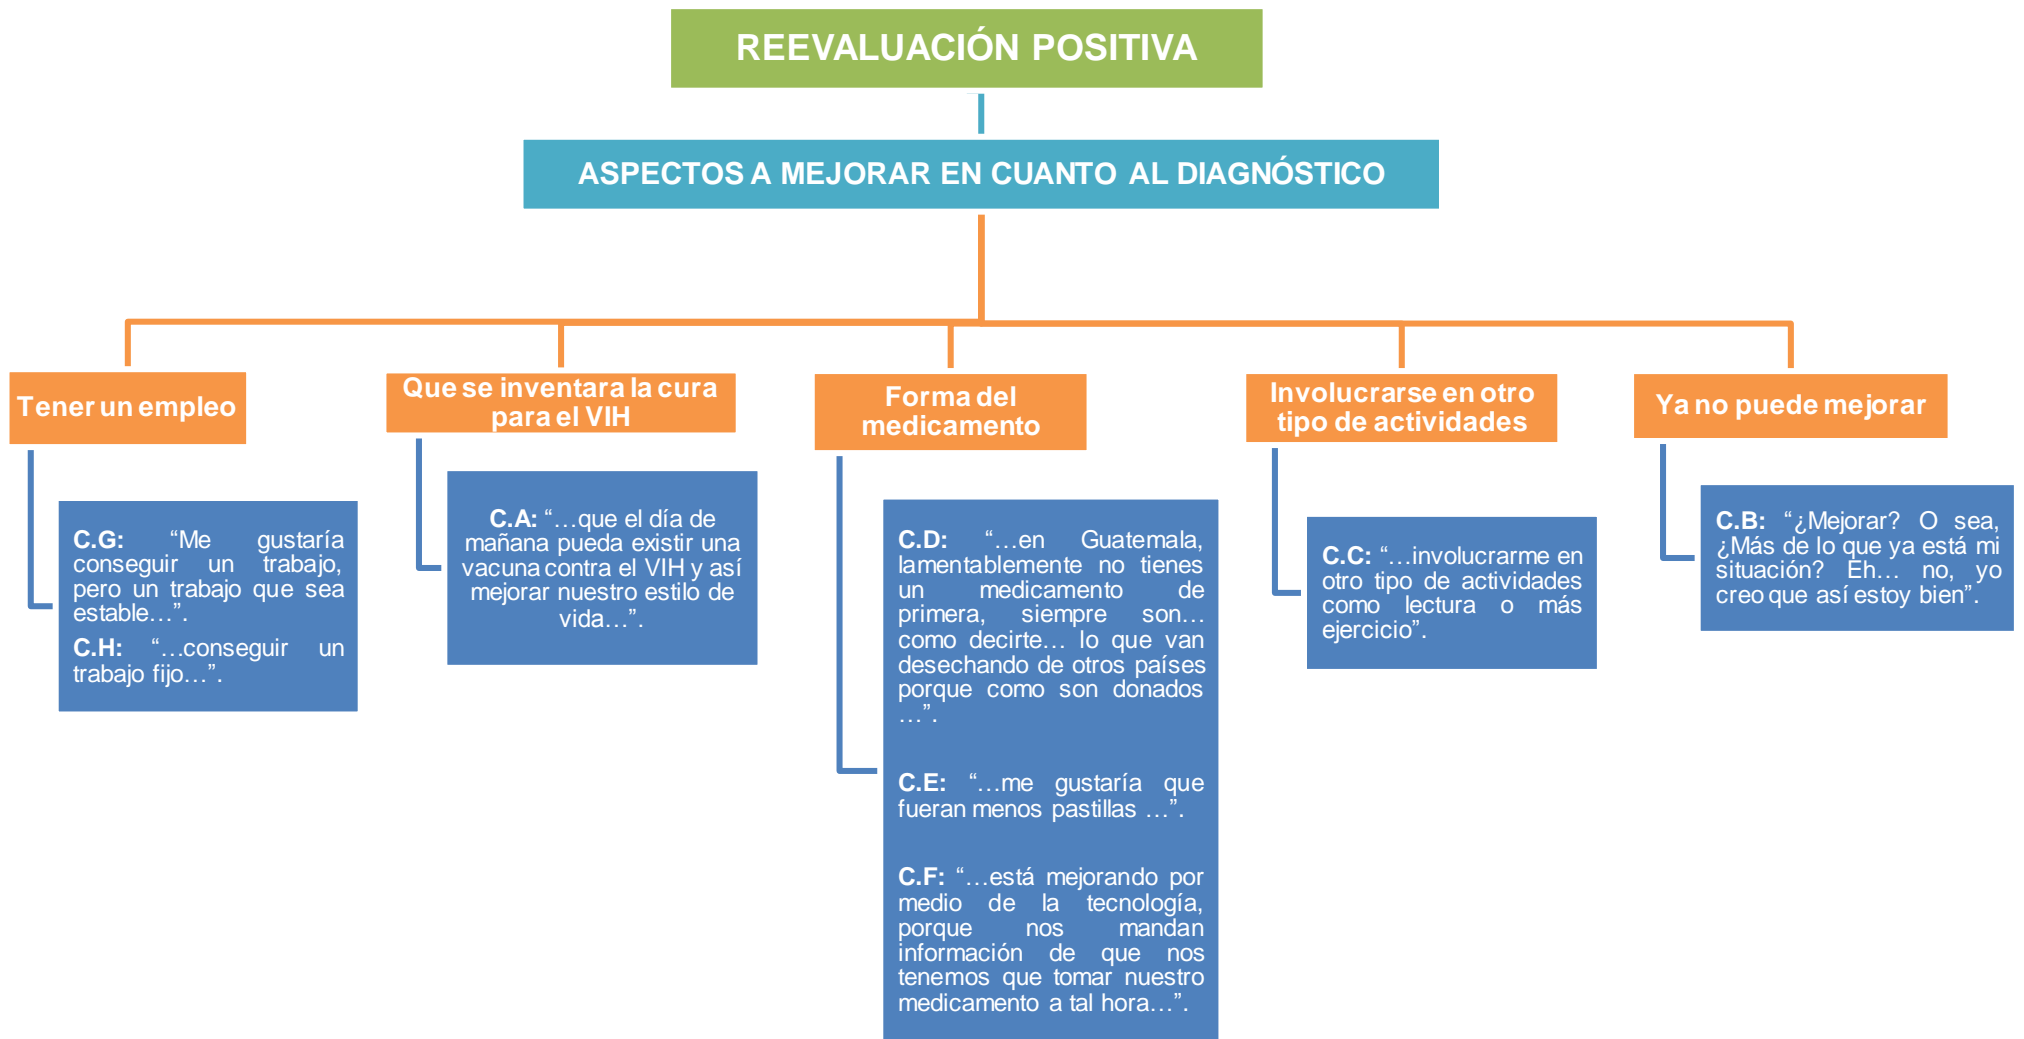 REEVALUACIÓN POSITIVA
ASPECTOS A MEJORAR EN CUANTO AL DIAGNÓSTICO
Tener un empleo
C.G: “Me gustaría
conseguir un trabajo,
pero un trabajo que sea
estable…”.
C.H: “…conseguir un
trabajo fijo…”.
Que se inventara la cura
para el VIH
C.A: “…que el día de
mañana pueda existir una
vacuna contra el VIH y así
mejorar nuestro estilo de
vida…”.
Forma del
medicamento
C.D: “…en Guatemala,
lamentablemente no tienes
un medicamento de
primera, siempre son…
como decirte… lo que van
desechando de otros países
porque como son donados
…”.
C.E: “…me gustaría que
fueran menos pastillas …”.
C.F: “…está mejorando por
medio de la tecnología,
porque nos mandan
información de que nos
tenemos que tomar nuestro
medicamento a tal hora…”.
Involucrarse en otro
tipo de actividades
C.C: “…involucrarme en
otro tipo de actividades
como lectura o más
ejercicio”.
Ya no puede mejorar
C.B: “¿Mejorar? O sea,
¿Más de lo que ya está mi
situación? Eh… no, yo
creo que así estoy bien”.